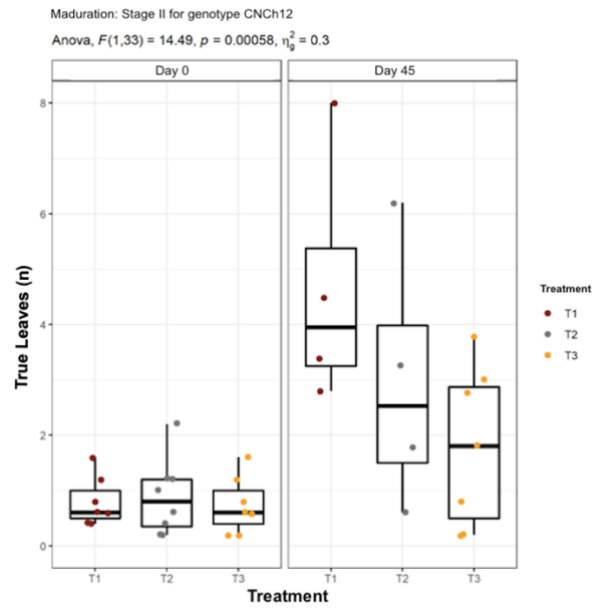 Maduration: Stage II for genotype CNCh12
Anova, F(1,33) = 14.49, p = 0.00058, η²g = 0.3
Day 0
Day 45
8
6
4
2
0
True Leaves (n)
T1
T2
T3
T1
T2
T3
Treatment
Treatment
T1
T2
T3